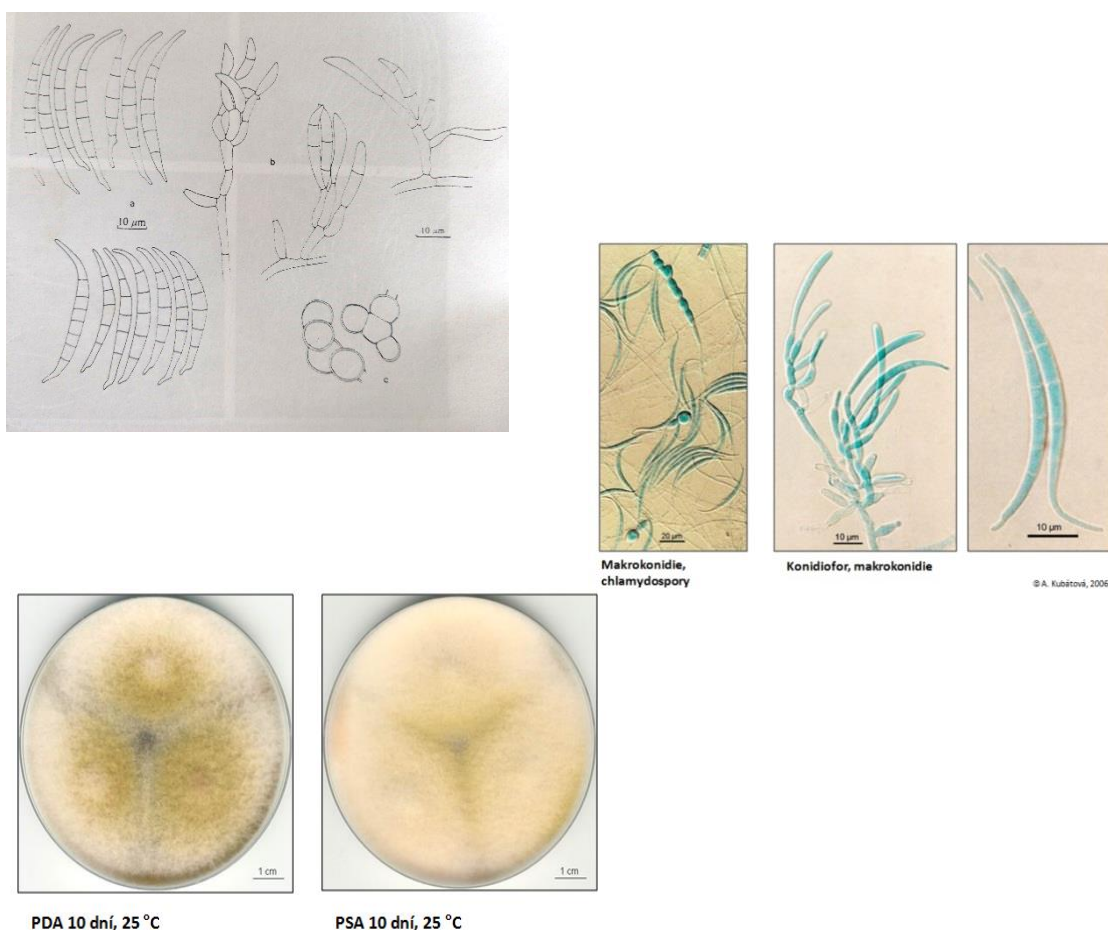 a
10 µm
b
10 µm
c
20 µm
Makrokonidie,
chlamydospory
10 µm
10 µm
Konidiofor, makrokonidie
© A. Kubátová, 2006
1 cm
PDA 10 dní, 25 °C
1 cm
PSA 10 dní, 25 °C